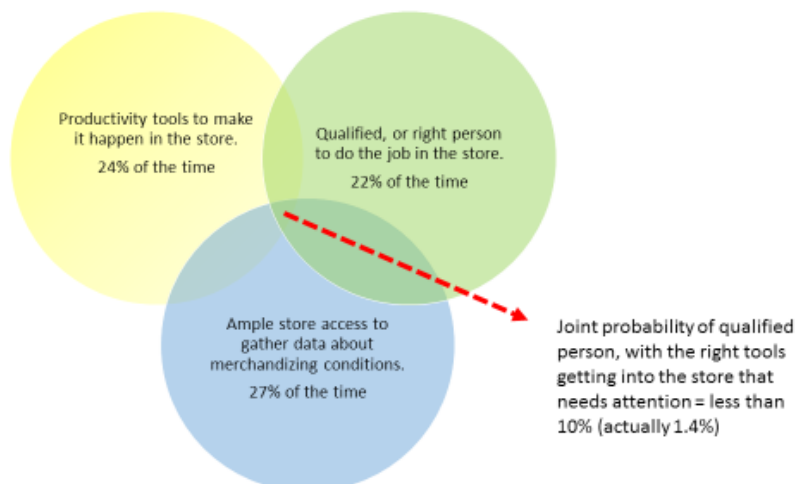 Productivity tools to make
it happen in the store.
24% of the time
Qualified, or right person
to do the job in the store.
22% of the time
Ample store access to
gather data about
merchandizing conditions.
27% of the time
Joint probability of qualified
person, with the right tools
getting into the store that
needs attention = less than
10% (actually 1.4%)